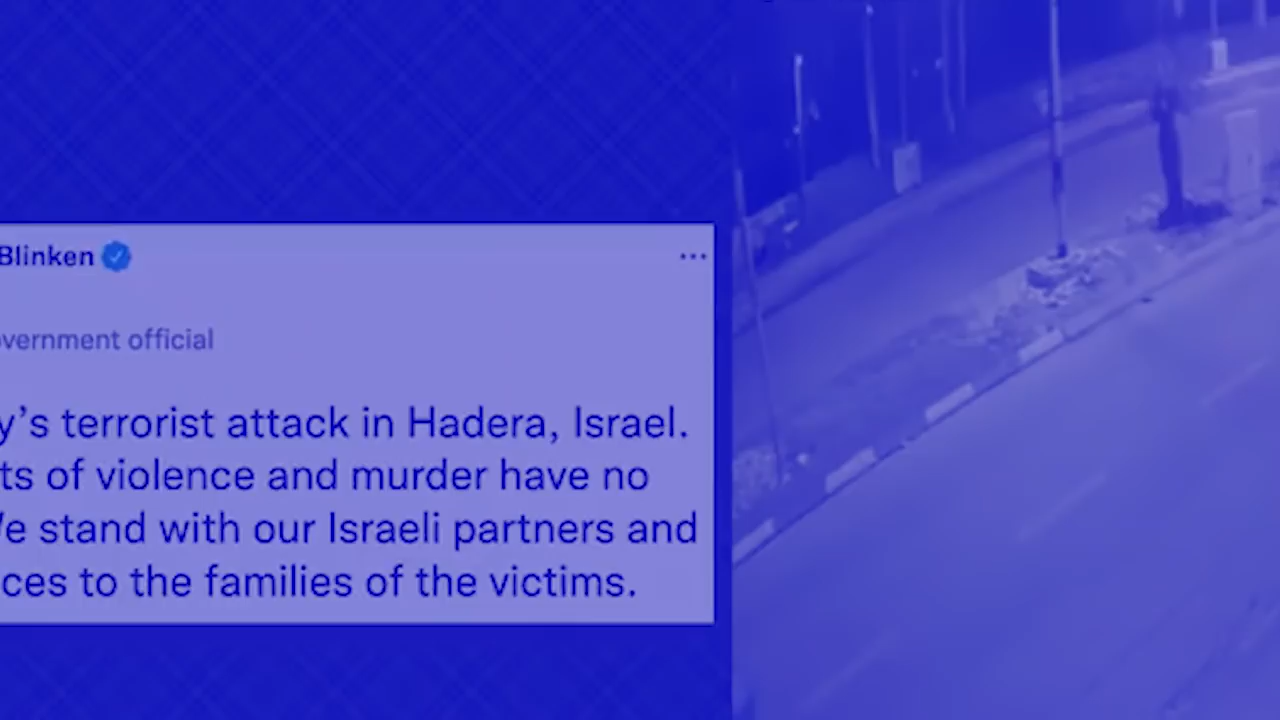 Blinken
...
overnment official
y's terrorist attack in Hadera, Israel.
ts of violence and murder have no
We stand with our Israeli partners and
ces to the families of the victims.